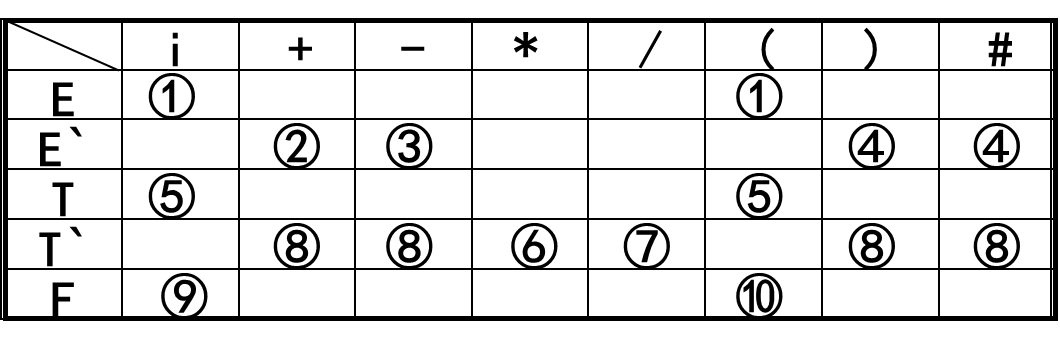 i + - * / ( ) #
E ① ①
E` ② ③ ④ ④
T ⑤ ⑤
T` ⑧ ⑧ ⑥ ⑦ ⑧ ⑧
F ⑨ ⑩